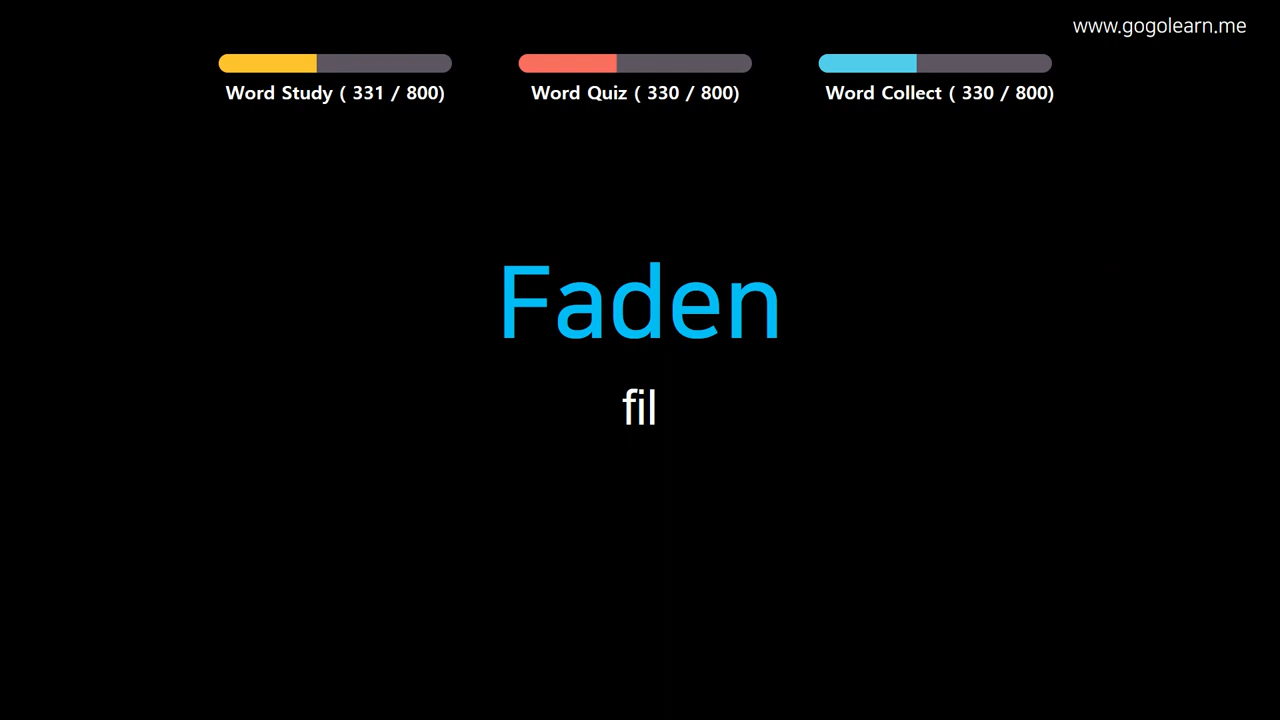 www.gogolearn.me
Word Study ( 331 / 800)
Word Quiz ( 330 / 800)
Word Collect ( 330 / 800)
Faden
fil